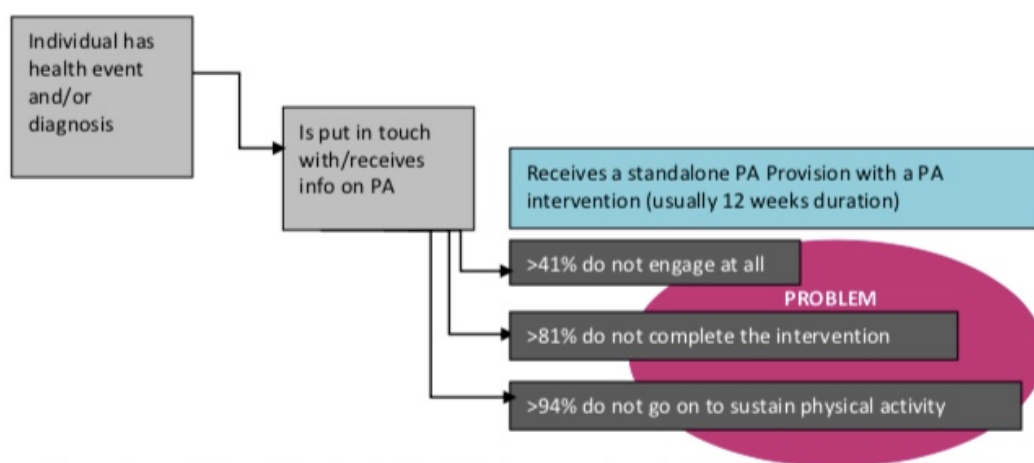 Individual has
health event
and/or
diagnosis
Is put in touch
with/receives
info on PA
Receives a standalone PA Provision with a PA
intervention (usually 12 weeks duration)
>41% do not engage at all
PROBLEM
>81% do not complete the intervention
>94% do not go on to sustain physical activity